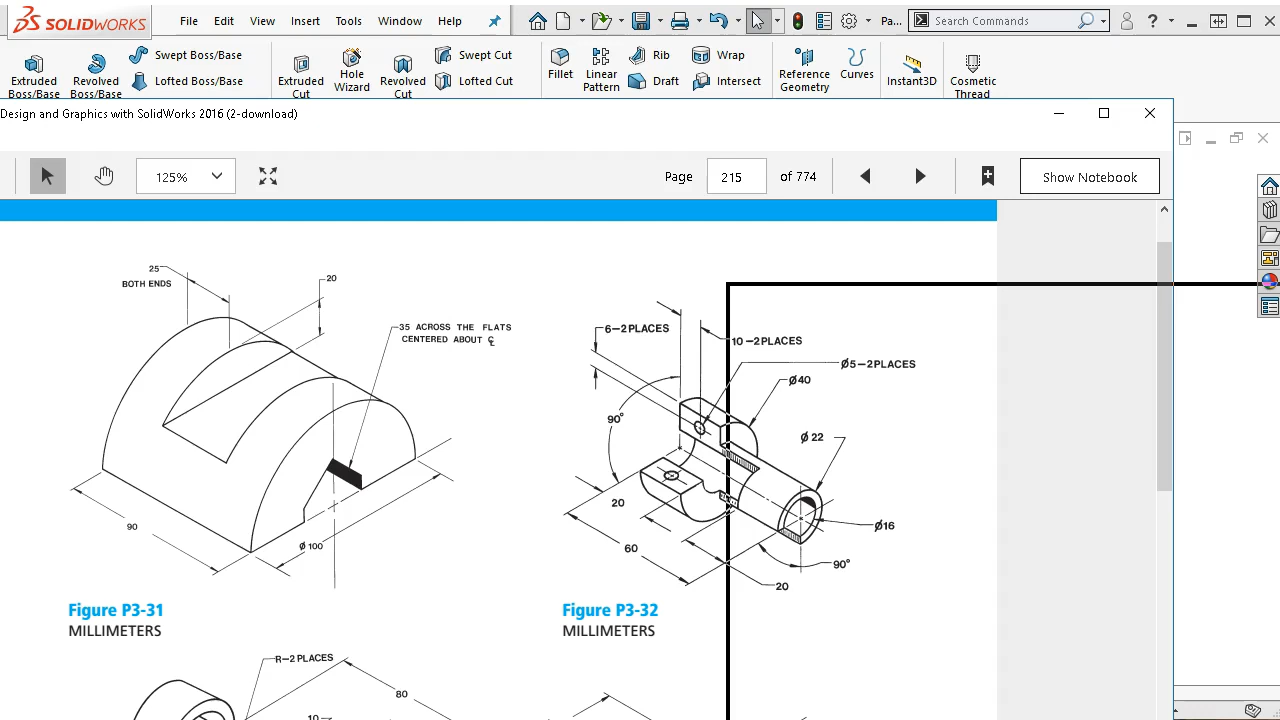 SOLIDWORKS File Edit View Insert Tools Window Help Pa... Search Commands ?
Extruded Boss/Base
Revolved Boss/Base
Swept Boss/Base
Lofted Boss/Base
Extruded Cut
Hole Wizard
Revolved Cut
Swept Cut
Lofted Cut
Fillet
Linear Pattern
Rib
Draft
Wrap
Intersect
Reference Geometry
Curves
Instant3D
Cosmetic Thread
Design and Graphics with SolidWorks 2016 (2-download)
125% Page 215 of 774 Show Notebook
25
BOTH ENDS
20
35 ACROSS THE FLATS
CENTERED ABOUT ℄
90
Ø 100
Figure P3-31
MILLIMETERS
6-2 PLACES
10-2 PLACES
Ø5-2 PLACES
Ø40
90°
Ø 22
20
60
Ø16
90°
20
Figure P3-32
MILLIMETERS
R-2 PLACES
80
10